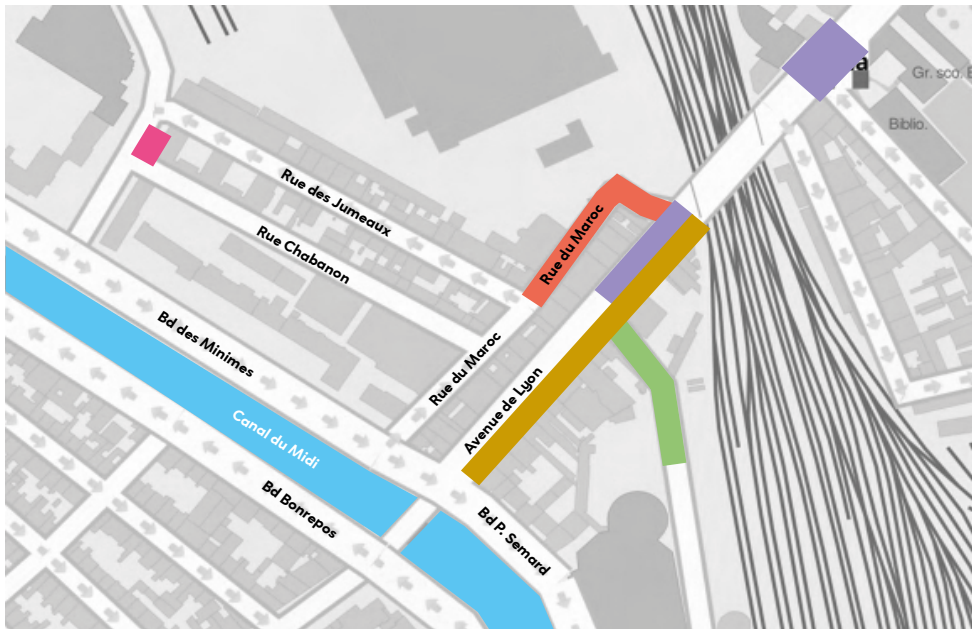 Gr. sco.
Biblio.
Rue des Jumeaux
Rue du Maroc
Rue Chabanon
Bd des Minimes
Rue du Maroc
Avenue de Lyon
Canal du Midi
Bd Bonrepos
Bd P. Semard